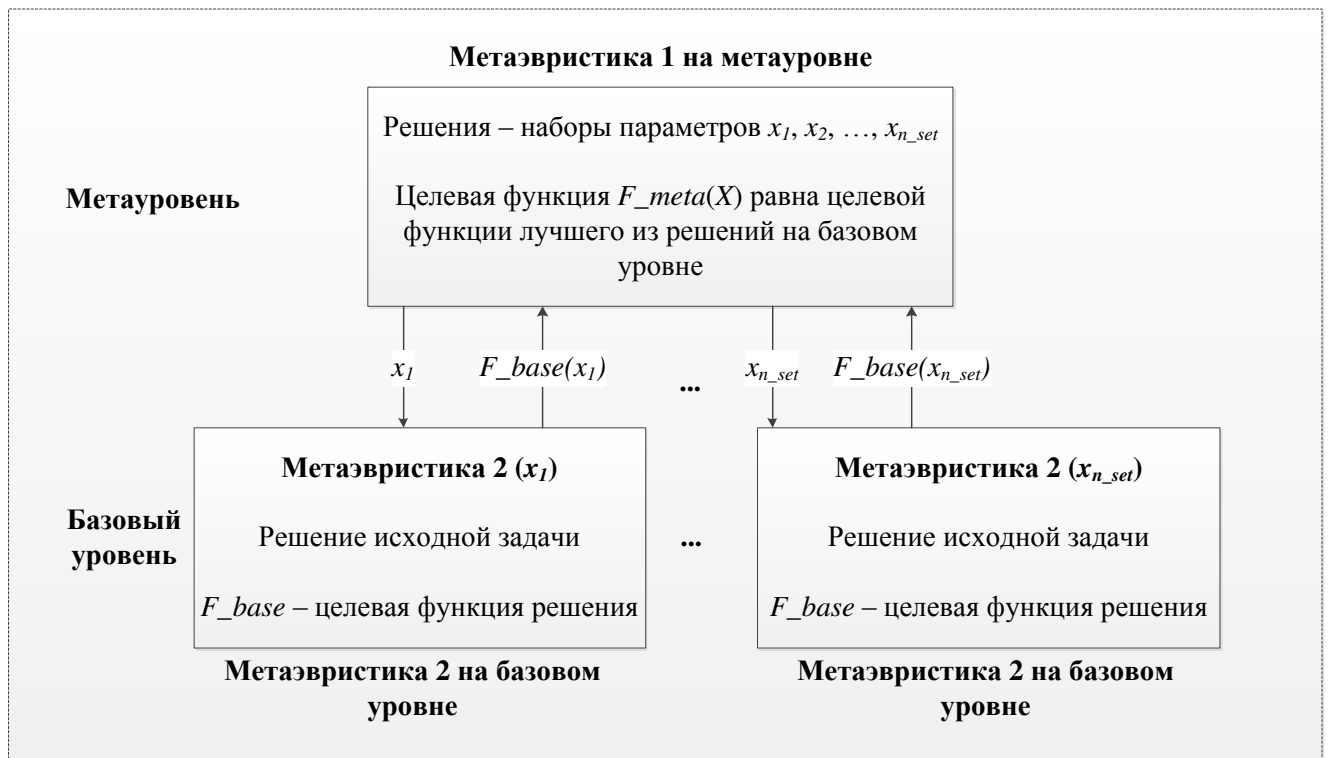 Метаэвристика 1 на метауровне
Решения – наборы параметров x1, x2, …, xn_set
Метауровень
Целевая функция F_meta(X) равна целевой
функции лучшего из решений на базовом
уровне
x1
F_base(x1)
...
xn_set
F_base(xn_set)
Базовый
уровень
Метаэвристика 2 (x1)
Решение исходной задачи
F_base – целевая функция решения
Метаэвристика 2 на базовом
уровне
...
Метаэвристика 2 (xn_set)
Решение исходной задачи
F_base – целевая функция решения
Метаэвристика 2 на базовом
уровне